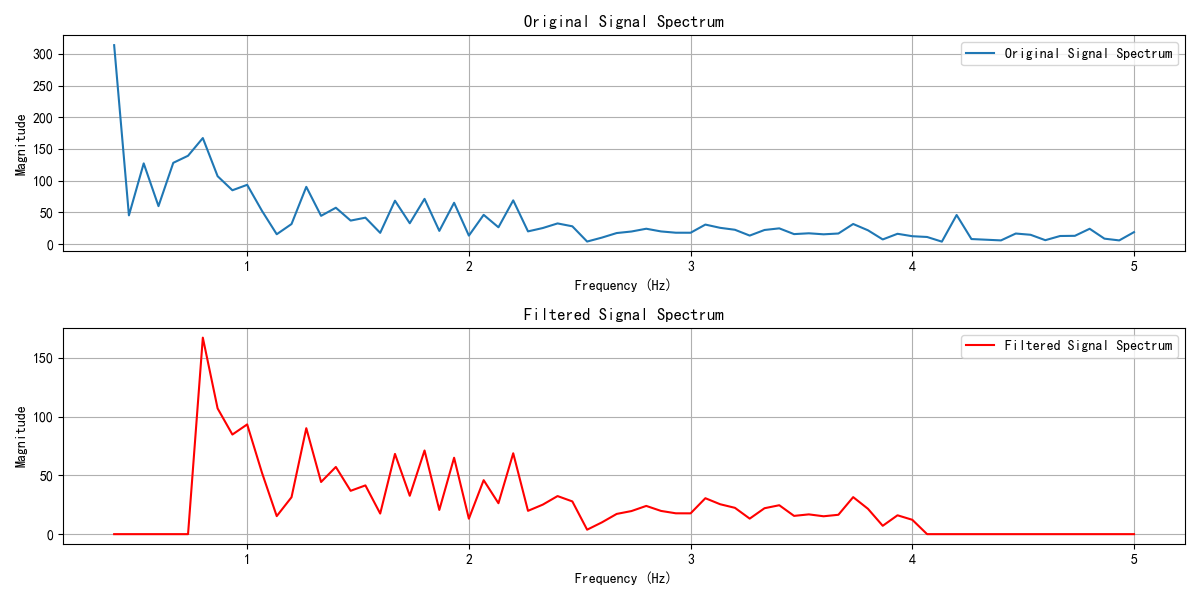 Original Signal Spectrum
300
250
200
150
100
50
0
Magnitude
Original Signal Spectrum
1 2 3 4 5
Frequency (Hz)
Filtered Signal Spectrum
150
100
50
0
Magnitude
Filtered Signal Spectrum
1 2 3 4 5
Frequency (Hz)